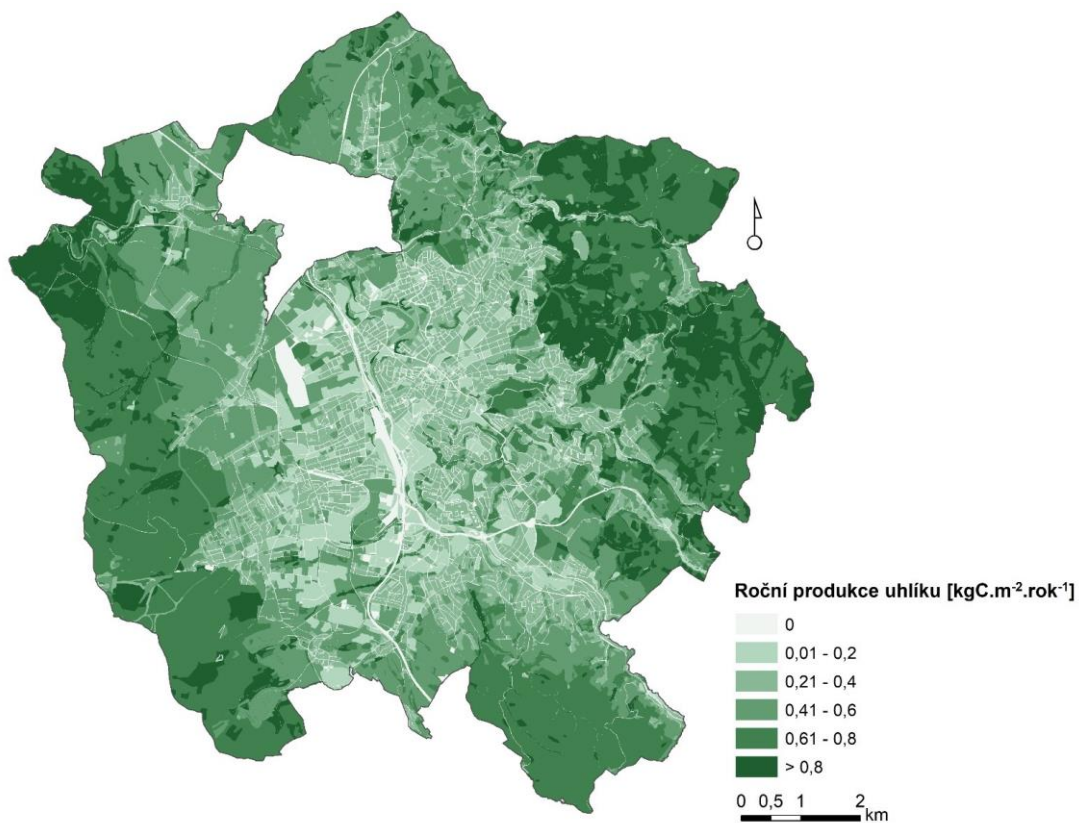 Roční produkce uhlíku [kgC.m⁻².rok⁻¹]
0
0,01 - 0,2
0,21 - 0,4
0,41 - 0,6
0,61 - 0,8
> 0,8
0 0,5 1 2
km